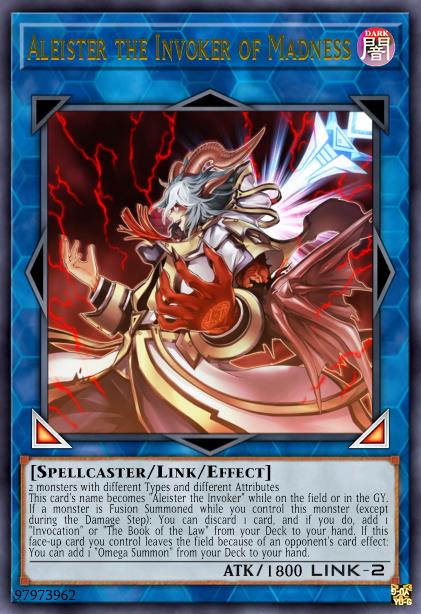 Aleister the Invoker of Madness
DARK
闇
[Spellcaster/Link/Effect]
2 monsters with different Types and different Attributes
This card's name becomes "Aleister the Invoker" while on the field or in the GY.
If a monster is Fusion Summoned while you control this monster (except
during the Damage Step): You can discard 1 card, and if you do, add 1
"Invocation" or "The Book of the Law" from your Deck to your hand. If this
face-up card you control leaves the field because of an opponent's card effect:
You can add 1 "Omega Summon" from your Deck to your hand.
ATK/1800 LINK-2
97973962